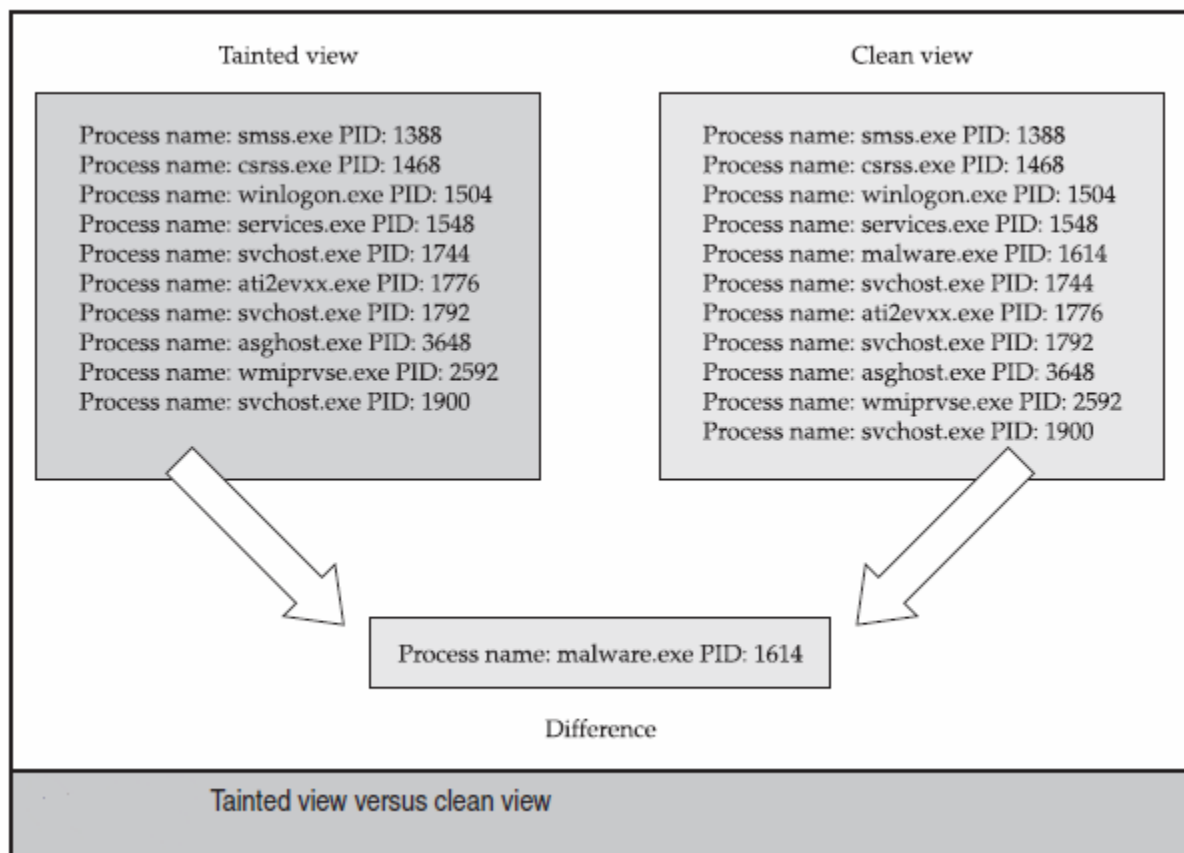 Tainted view
Process name: smss.exe PID: 1388
Process name: csrss.exe PID: 1468
Process name: winlogon.exe PID: 1504
Process name: services.exe PID: 1548
Process name: svchost.exe PID: 1744
Process name: ati2evxx.exe PID: 1776
Process name: svchost.exe PID: 1792
Process name: asghost.exe PID: 3648
Process name: wmiprvse.exe PID: 2592
Process name: svchost.exe PID: 1900
Clean view
Process name: smss.exe PID: 1388
Process name: csrss.exe PID: 1468
Process name: winlogon.exe PID: 1504
Process name: services.exe PID: 1548
Process name: malware.exe PID: 1614
Process name: svchost.exe PID: 1744
Process name: ati2evxx.exe PID: 1776
Process name: svchost.exe PID: 1792
Process name: asghost.exe PID: 3648
Process name: wmiprvse.exe PID: 2592
Process name: svchost.exe PID: 1900
Process name: malware.exe PID: 1614
Difference
Tainted view versus clean view